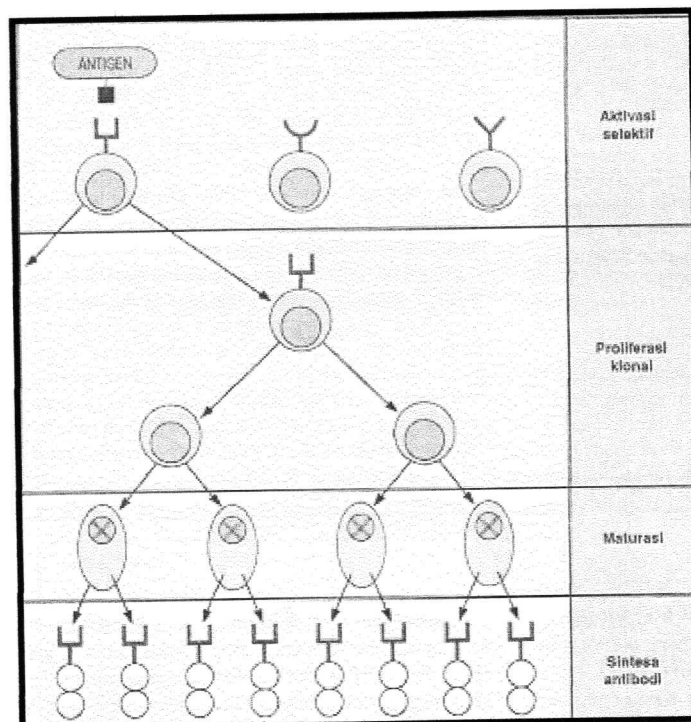 ANTIGEN
Aktivasi
selektif
Proliferasi
klonal
Maturasi
Sintesa
antibodi